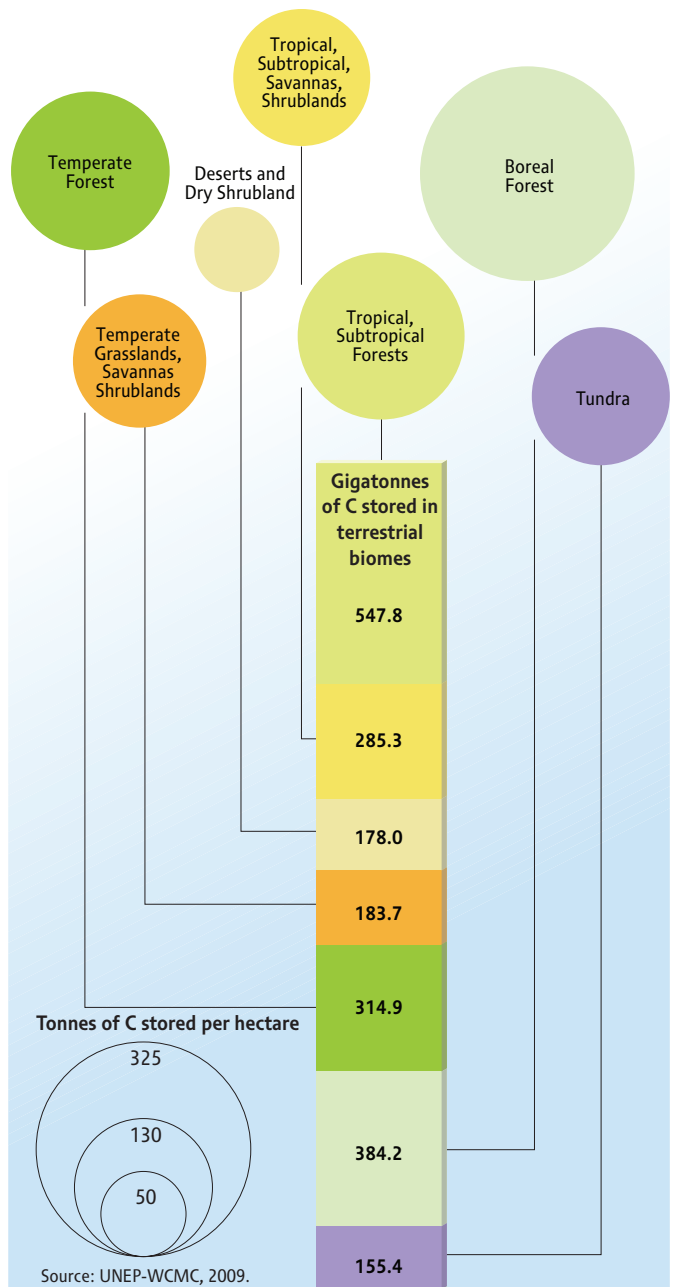 Tropical,
Subtropical,
Savannas,
Shrublands
Temperate
Forest
Deserts and
Dry Shrubland
Boreal
Forest
Temperate
Grasslands,
Savannas
Shrublands
Tropical,
Subtropical
Forests
Tundra
Gigatonnes
of C stored in
terrestrial
biomes
547.8
285.3
178.0
183.7
314.9
384.2
155.4
Tonnes of C stored per hectare
325
130
50
Source: UNEP-WCMC, 2009.